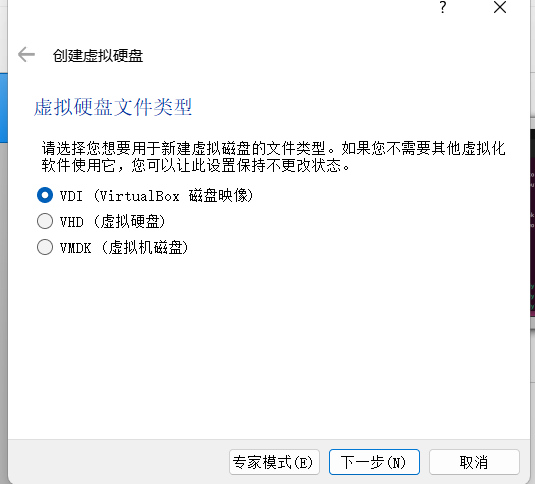 ?
创建虚拟硬盘
虚拟硬盘文件类型
请选择您想要用于新建虚拟磁盘的文件类型。如果您不需要其他虚拟化
软件使用它，您可以让此设置保持不更改状态。
VDI (VirtualBox 磁盘映像)
VHD (虚拟硬盘)
VMDK (虚拟机磁盘)
专家模式(E) 下一步(N) 取消